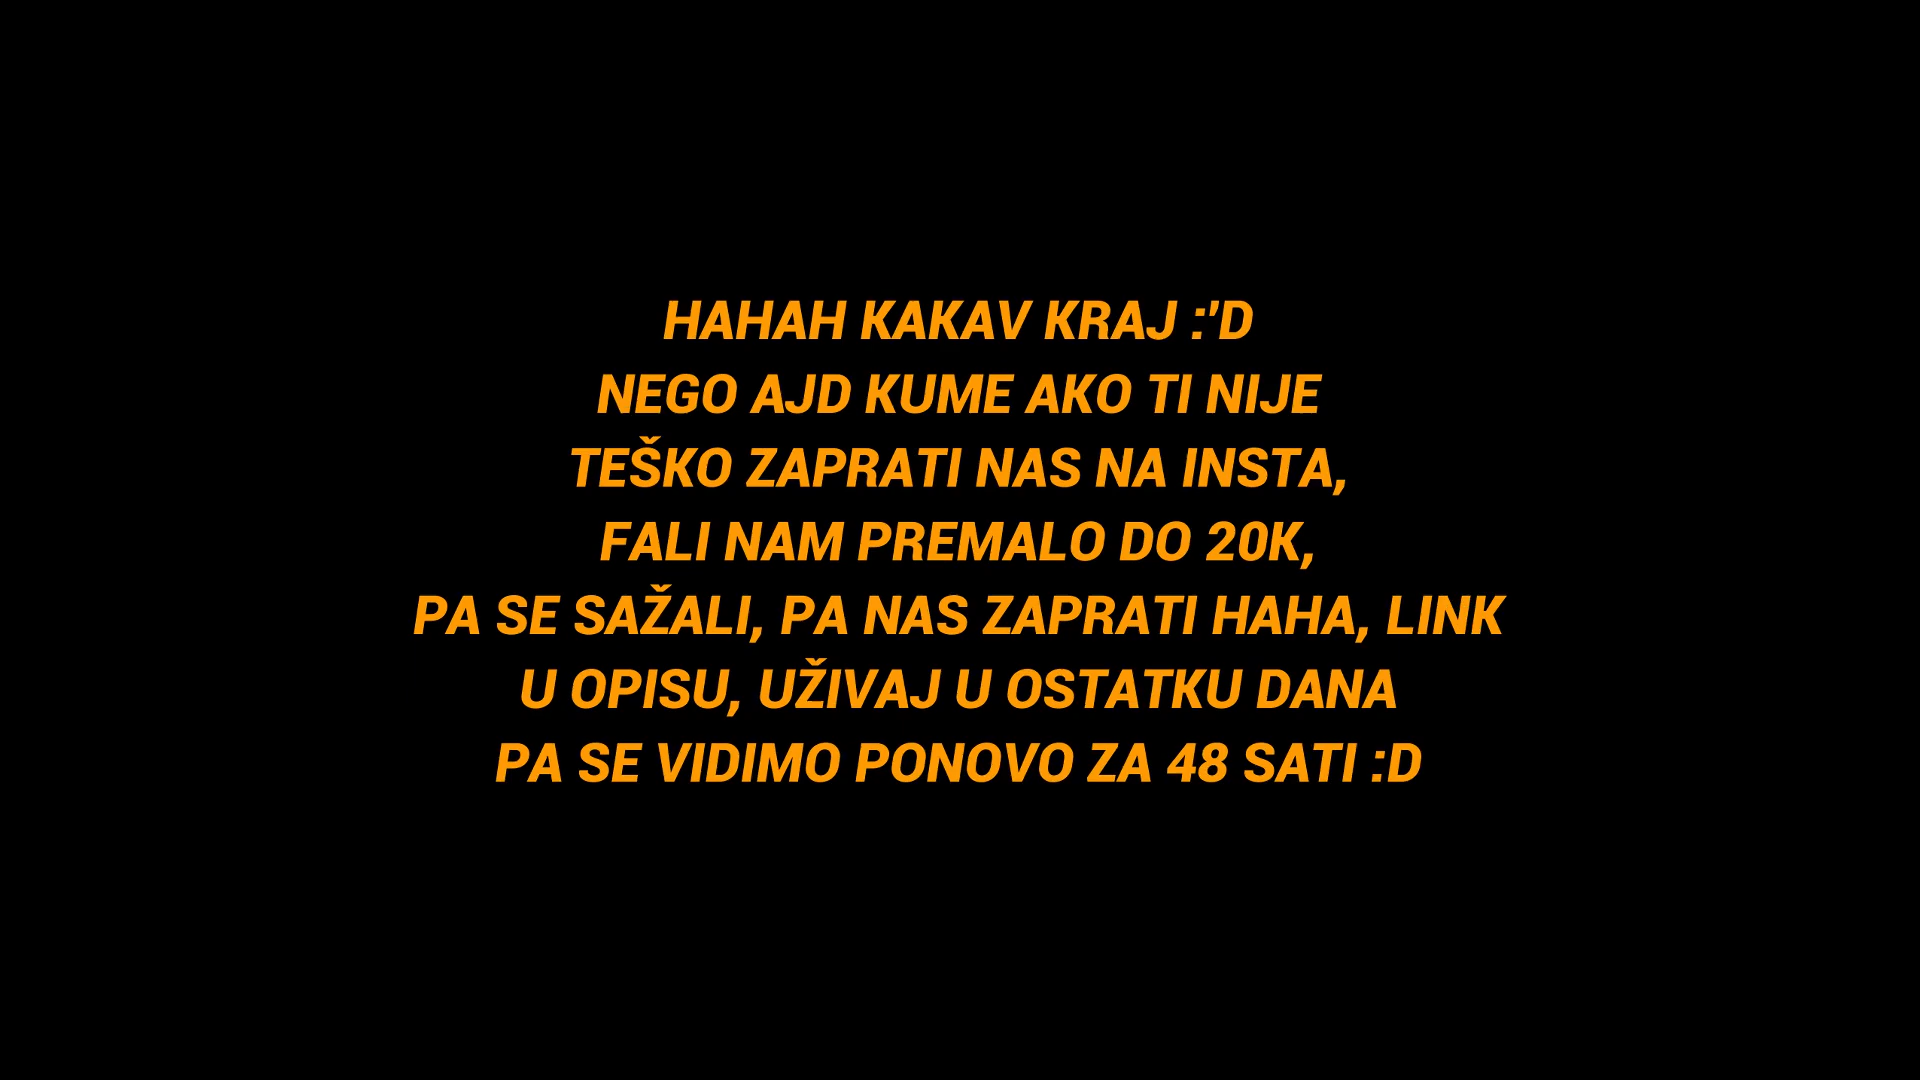 HAHAH KAKAV KRAJ :'D
NEGO AJD KUME AKO TI NIJE
TEŠKO ZAPRATI NAS NA INSTA,
FALI NAM PREMALO DO 20K,
PA SE SAŽALI, PA NAS ZAPRATI HAHA, LINK
U OPISU, UŽIVAJ U OSTATKU DANA
PA SE VIDIMO PONOVO ZA 48 SATI :D